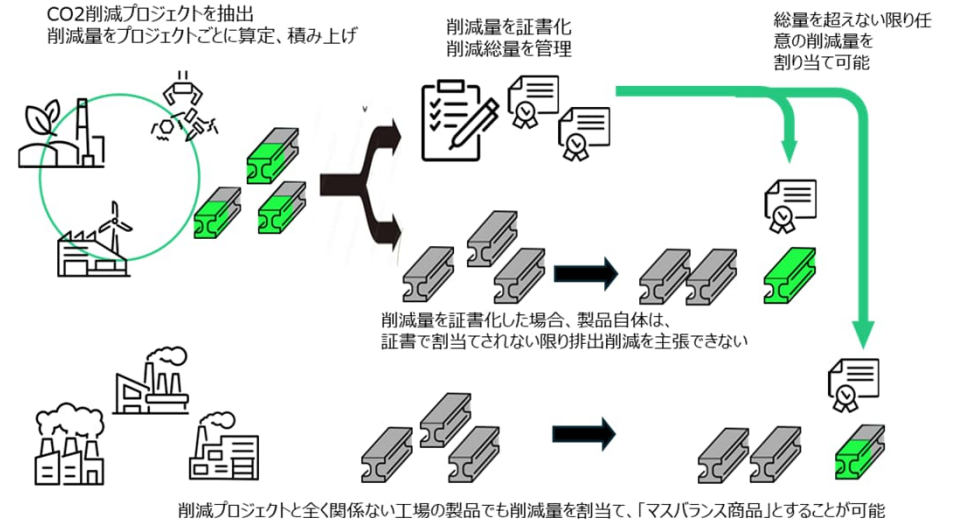 CO2削減プロジェクトを抽出
削減量をプロジェクトごとに算定、積み上げ
削減量を証書化
削減総量を管理
総量を超えない限り任
意の削減量を
割り当て可能
削減量を証書化した場合、製品自体は、
証書で割当てされない限り排出削減を主張できない
削減プロジェクトと全く関係ない工場の製品でも削減量を割当て、「マスバランス商品」とすることが可能